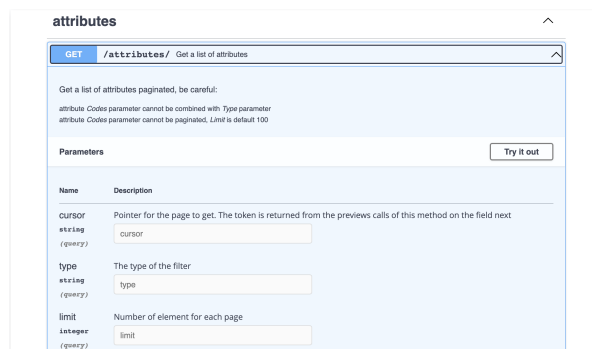 attributes
GET /attributes/ Get a list of attributes
Get a list of attributes paginated, be careful:
attribute Codes parameter cannot be combined with Type parameter
attribute Codes parameter cannot be paginated, Limit is default 100
Parameters Try it out
Name Description
cursor Pointer for the page to get. The token is returned from the previews calls of this method on the field next
string
cursor
(query)
type The type of the filter
string
type
(query)
limit Number of element for each page
integer
limit
(query)